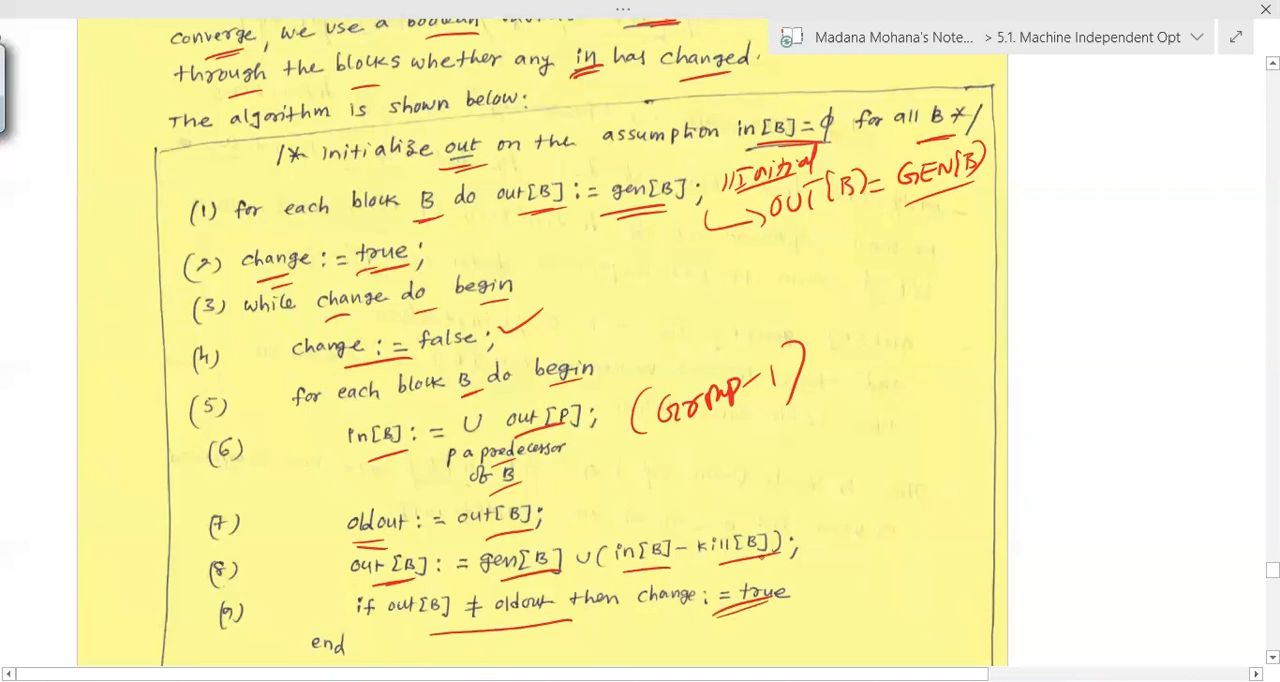 Madana Mohana's Note... > 5.1. Machine Independent Opt
converge, we use a boolean
through the blocks whether any in has changed.
The algorithm is shown below:
/* initialize out on the assumption in[B] = ϕ for all B */
(1) for each block B do out[B] := gen[B]; //Initial
OUT[B] = GEN[B]
(2) change := true;
(3) while change do begin
(4) change := false;
(5) for each block B do begin
(6) in[B] := ∪ out[P]; (Group-1)
p a predecessor
of B
(7) oldout := out[B];
(8) out[B] := gen[B] ∪ (in[B] - kill[B]);
(9) if out[B] ≠ oldout then change := true
end